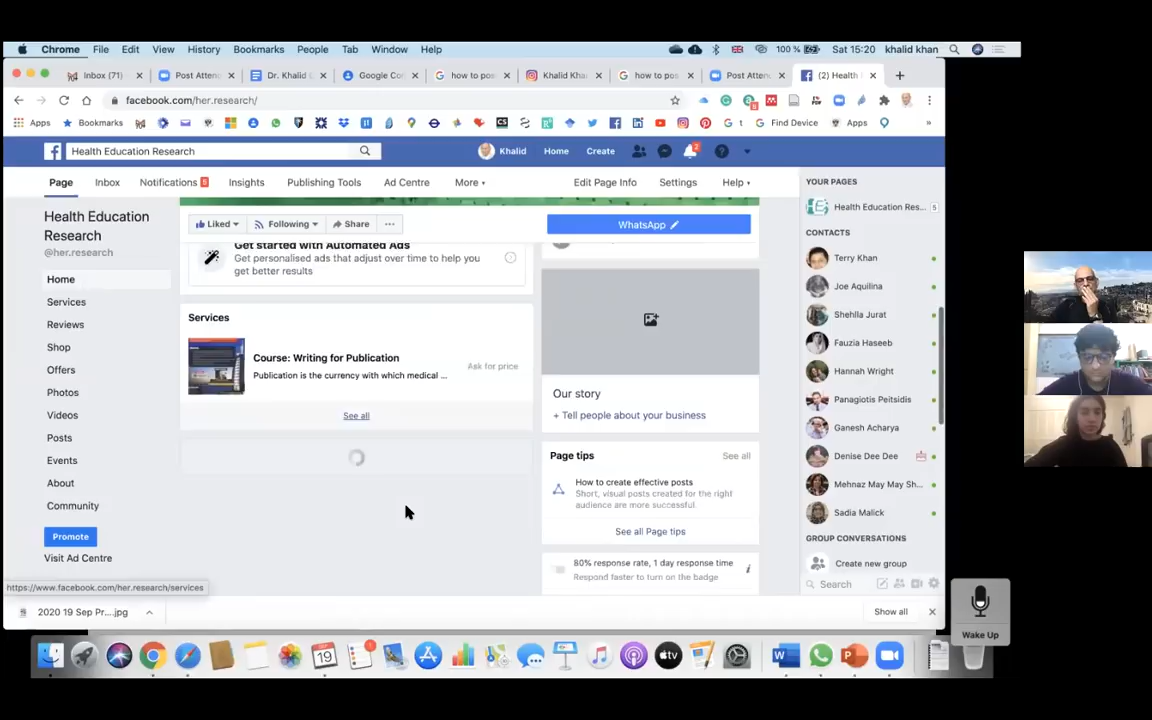 Chrome File Edit View History Bookmarks People Tab Window Help
100 % Sat 15:20 khalid khan
Inbox (71) Post Atten Dr. Khalid Google Co how to po Instagram Khalid Kha how to pos Post Atten (2) Health
facebook.com/her.research/
Apps Bookmarks Find Device Apps »
Health Education Research
Khalid Home Create
Page Inbox Notifications 5 Insights Publishing Tools Ad Centre More Edit Page Info Settings Help
Health Education
Research
@her.research
Home
Services
Reviews
Shop
Offers
Photos
Videos
Posts
Events
About
Community
Promote
Visit Ad Centre
Liked Following Share ...
WhatsApp
Get started with Automated Ads
Get personalised ads that adjust over time to help you
get better results
Services
Course: Writing for Publication
Publication is the currency with which medical ...
Ask for price
See all
Our story
+ Tell people about your business
Page tips See all
How to create effective posts
Short, visual posts created for the right
audience are more successful.
See all Page tips
80% response rate, 1 day response time
Respond faster to turn on the badge
YOUR PAGES
Health Education Res... 5
CONTACTS
Terry Khan
Joe Aquilina
Shehlla Jurat
Fauzia Haseeb
Hannah Wright
Panagiotis Peitsidis
Ganesh Acharya
Denise Dee Dee
Mehnaz May May Sh...
Sadia Malick
GROUP CONVERSATIONS
Create new group
Search
https://www.facebook.com/her.research/services
2020 19 Sep Pr....jpg
Show all
Wake Up
19
tv